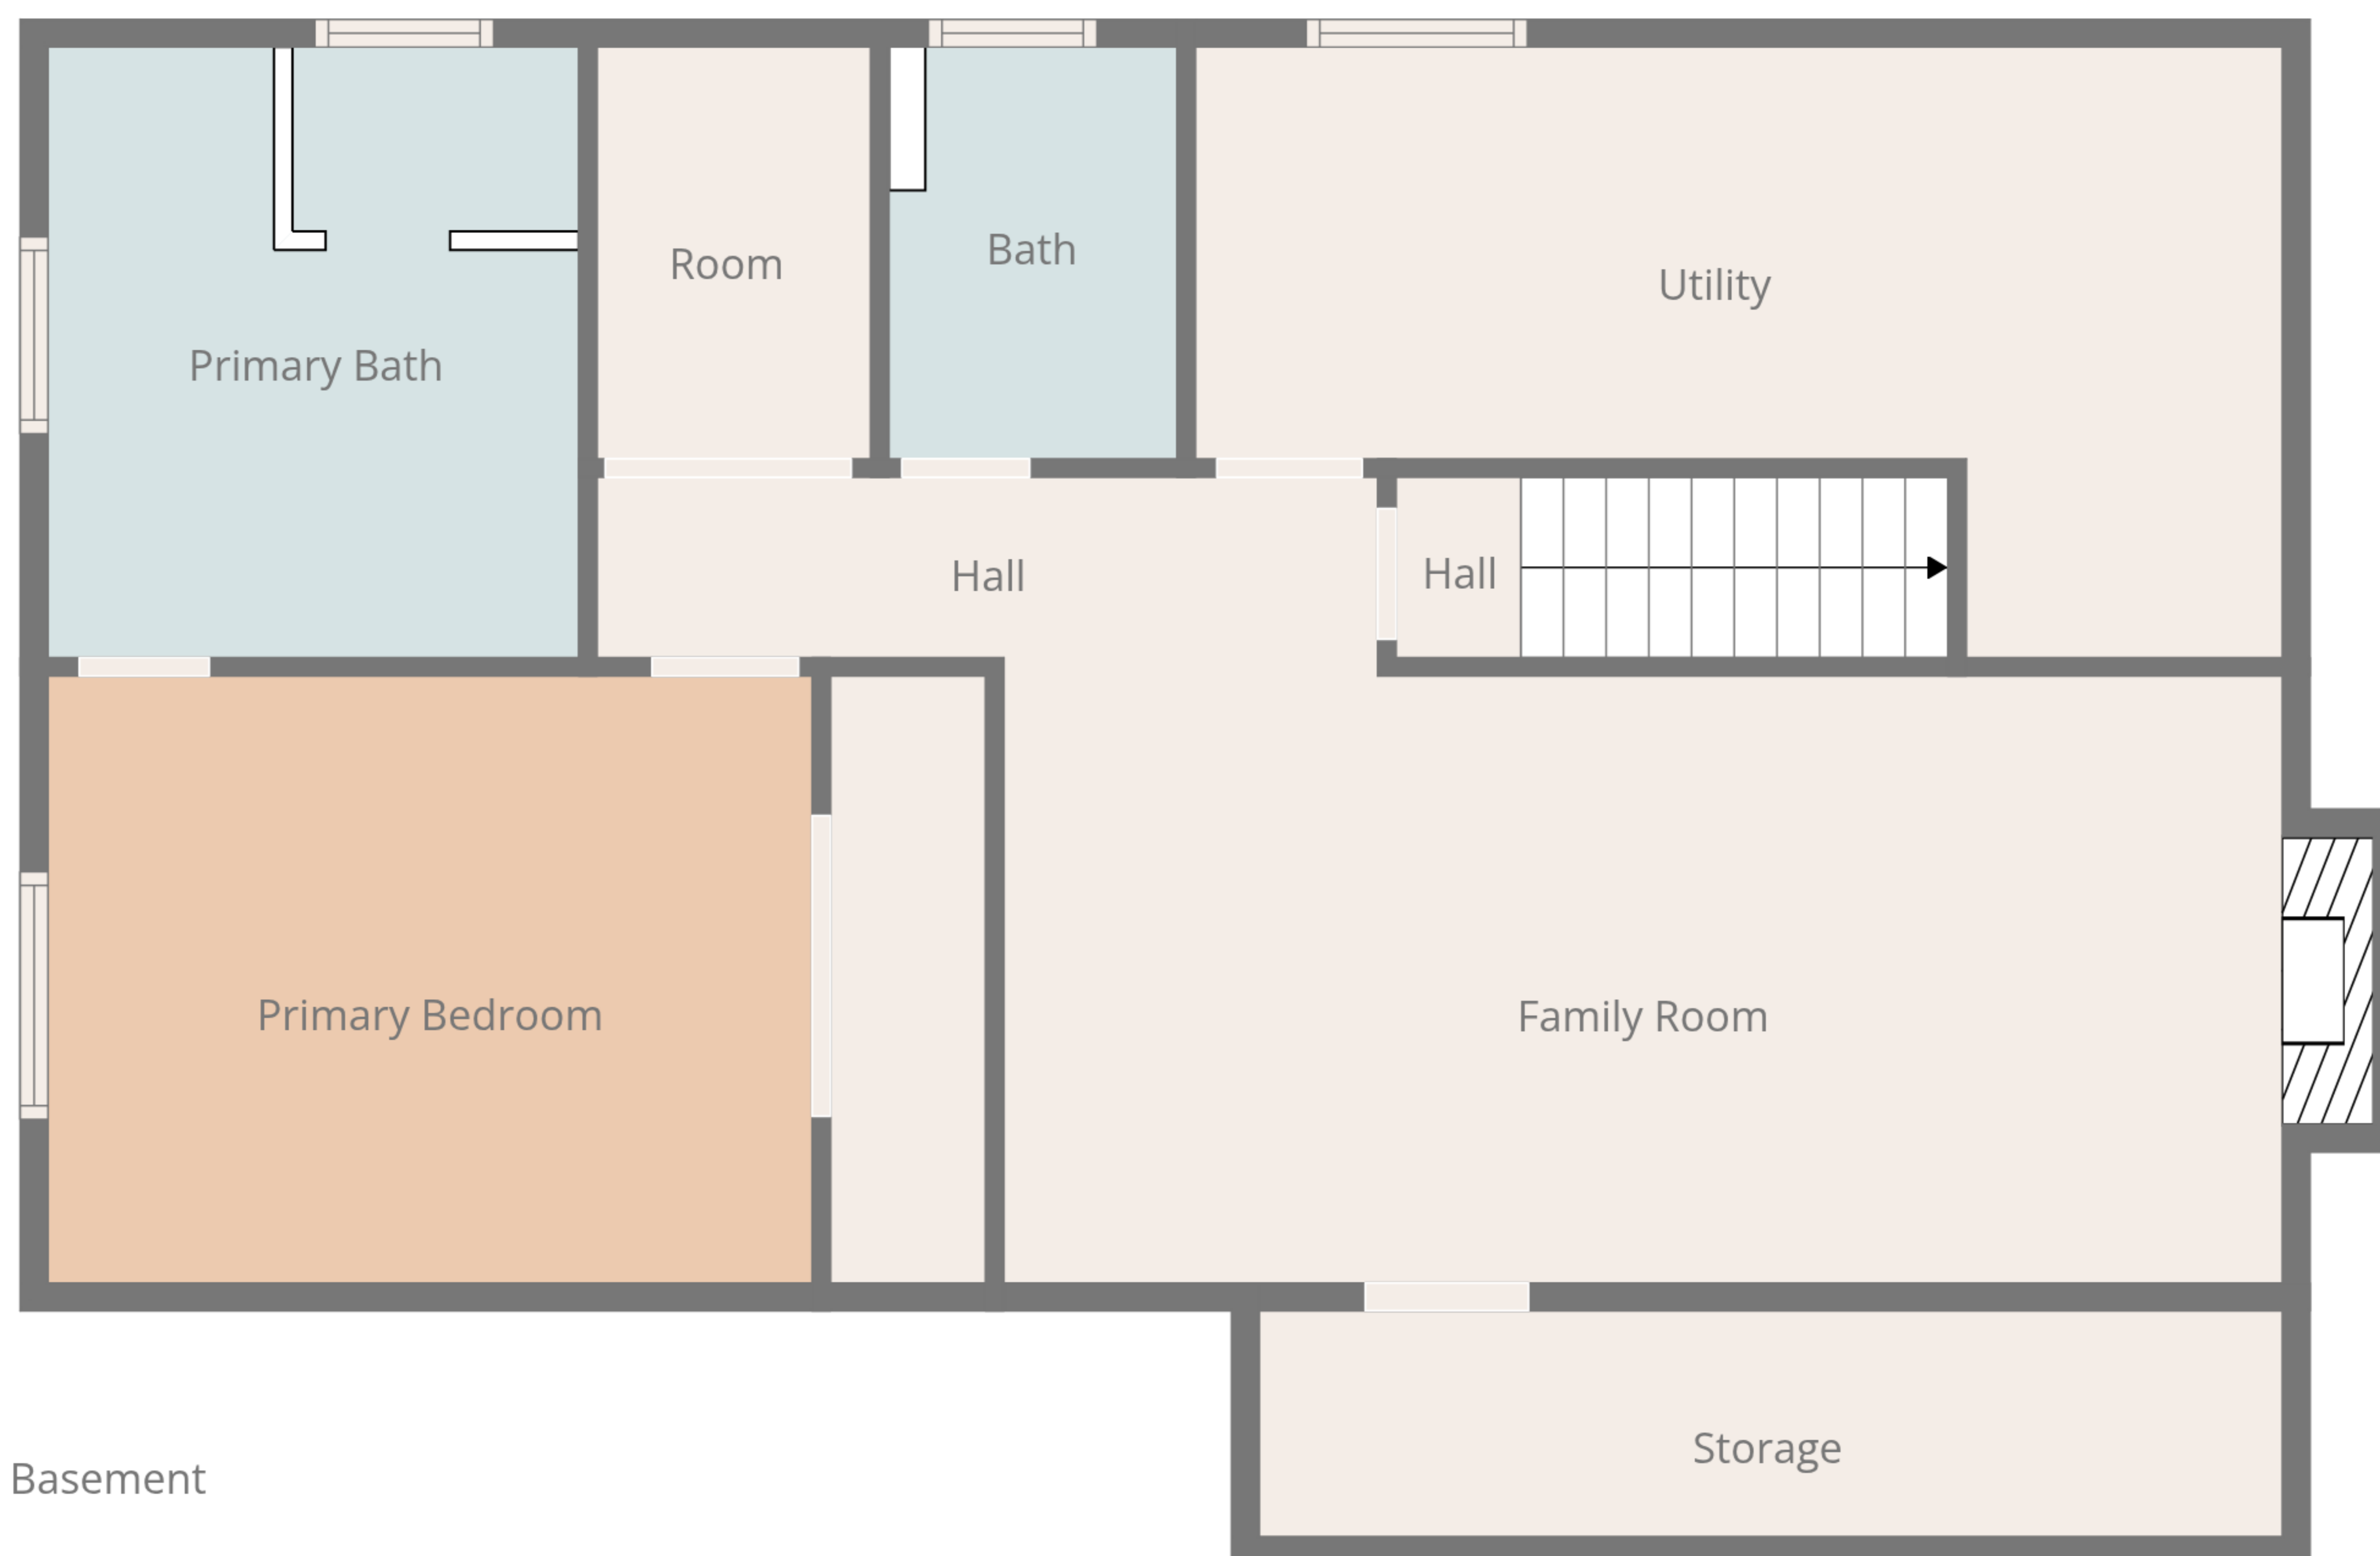 Bath
Room
Utility
Primary Bath
Hall
Hall
Primary Bedroom
Family Room
Storage
Basement